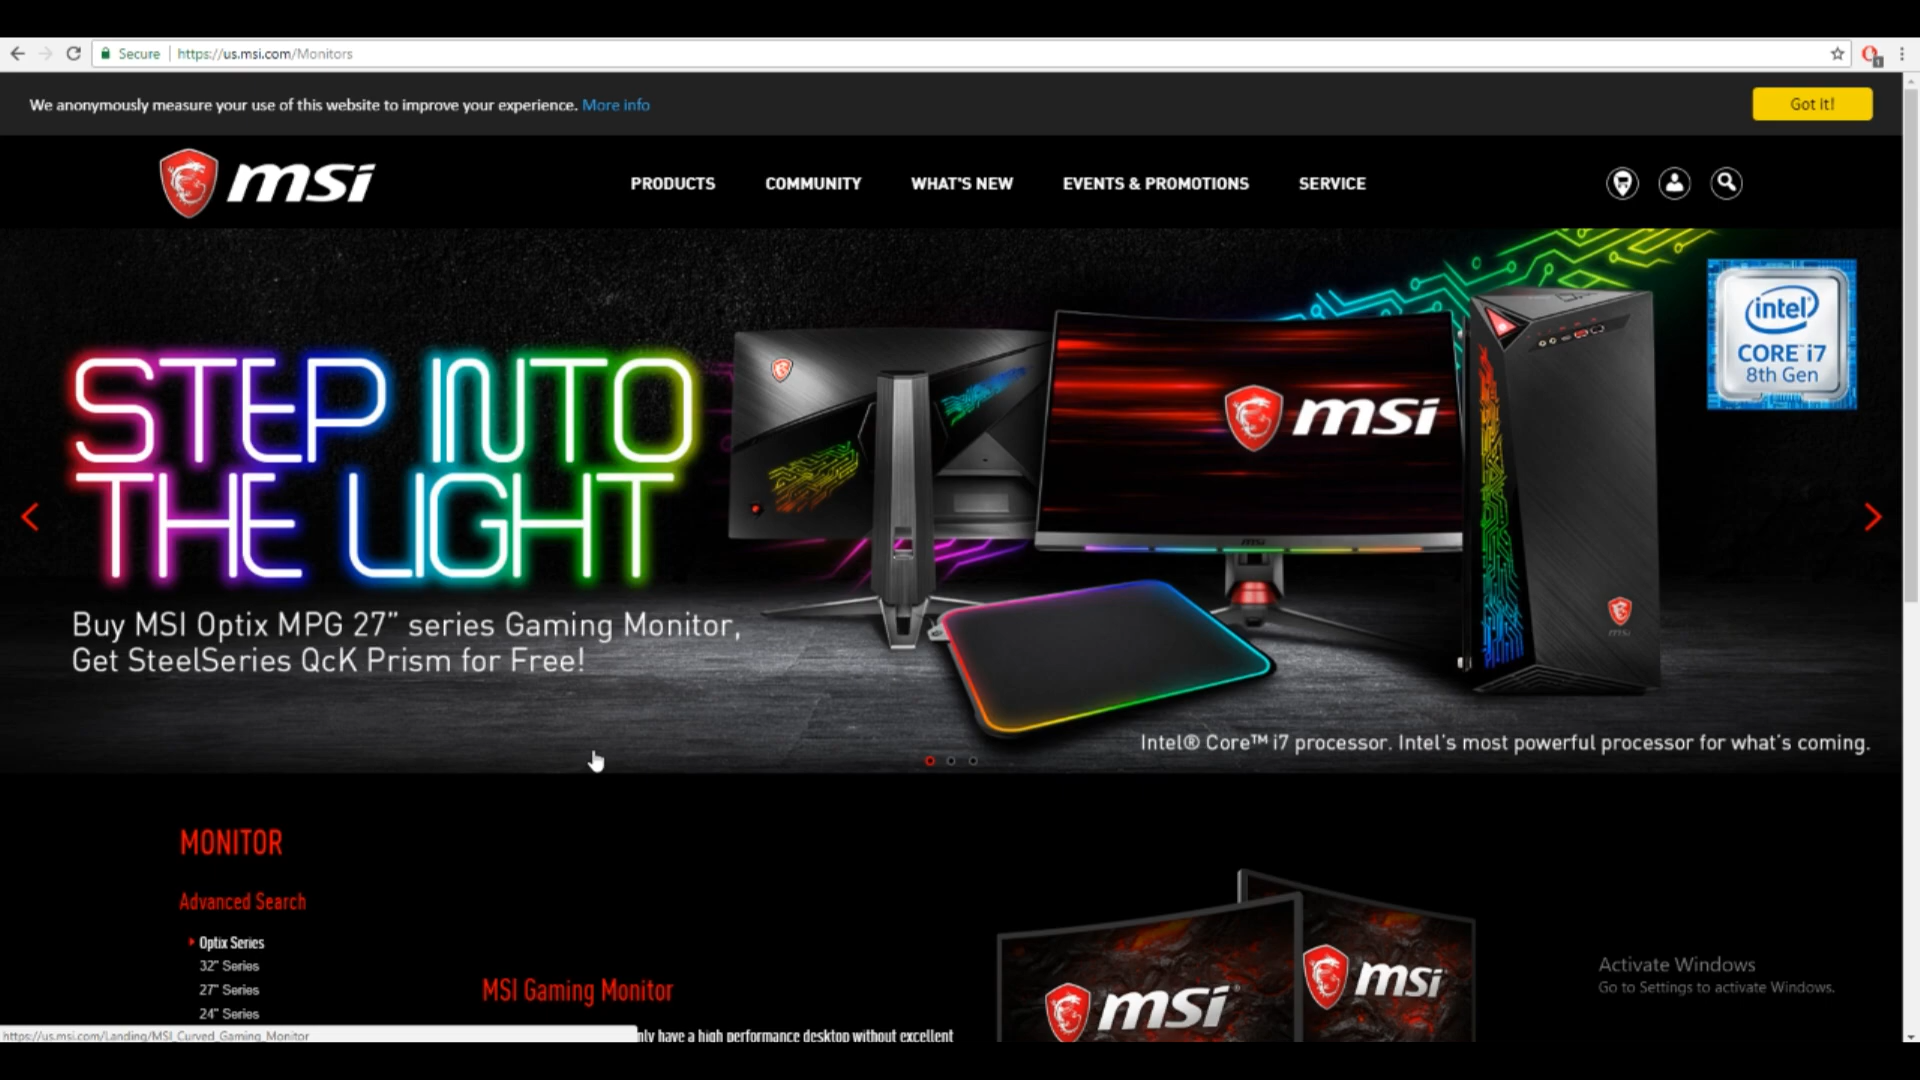 Secure https://us.msi.com/Monitors
1
We anonymously measure your use of this website to improve your experience. More info
Got it!
msi
PRODUCTS
COMMUNITY
WHAT'S NEW
EVENTS & PROMOTIONS
SERVICE
intel
CORE i7
8th Gen
STEP INTO
THE LIGHT
msi
msi
msi
Buy MSI Optix MPG 27" series Gaming Monitor,
Get SteelSeries QcK Prism for Free!
Intel® Core™ i7 processor. Intel's most powerful processor for what's coming.
MONITOR
Advanced Search
Optix Series
32" Series
27" Series
24" Series
MSI Gaming Monitor
msi
msi
Activate Windows
Go to Settings to activate Windows.
https://us.msi.com/Landing/MSI_Curved_Gaming_Monitor
have a high performance desktop without excellent